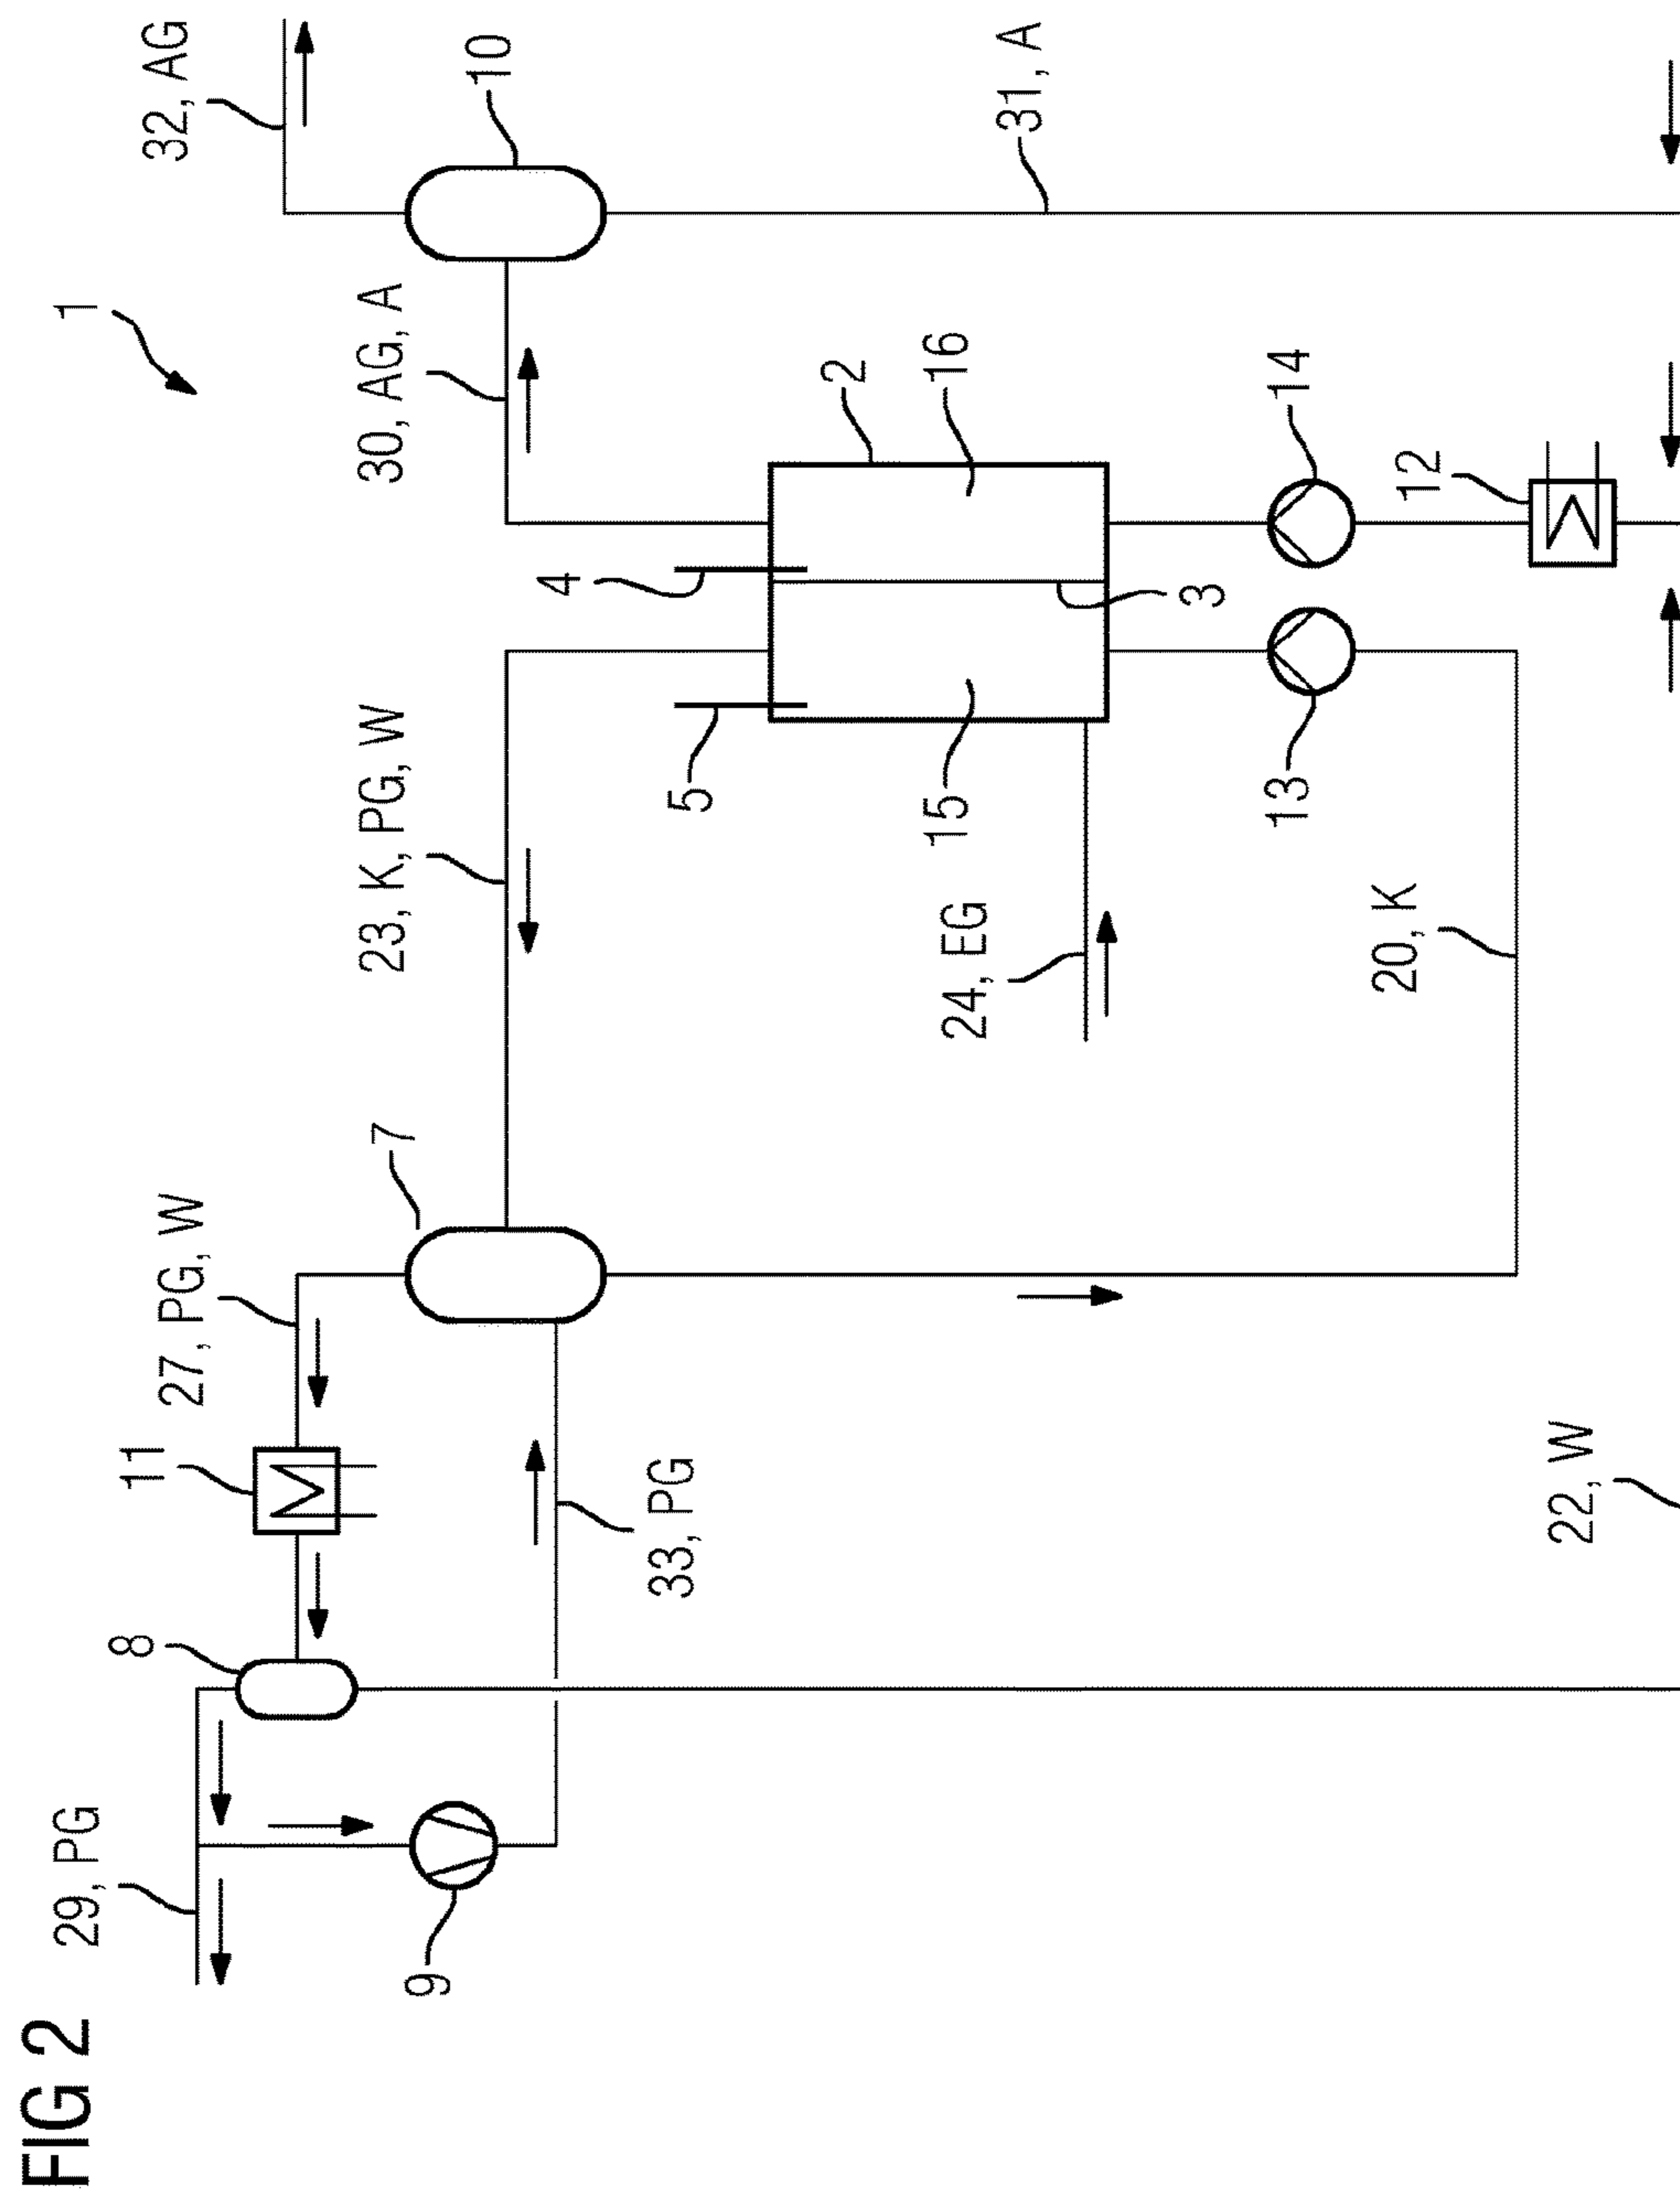 FIG 2
1
29, PG
8
11
27, PG, W
7
23, K, PG, W
30, AG, A
32, AG
10
9
33, PG
5
4
2
16
15
24, EG
3
31, A
13
14
12
20, K
22, W